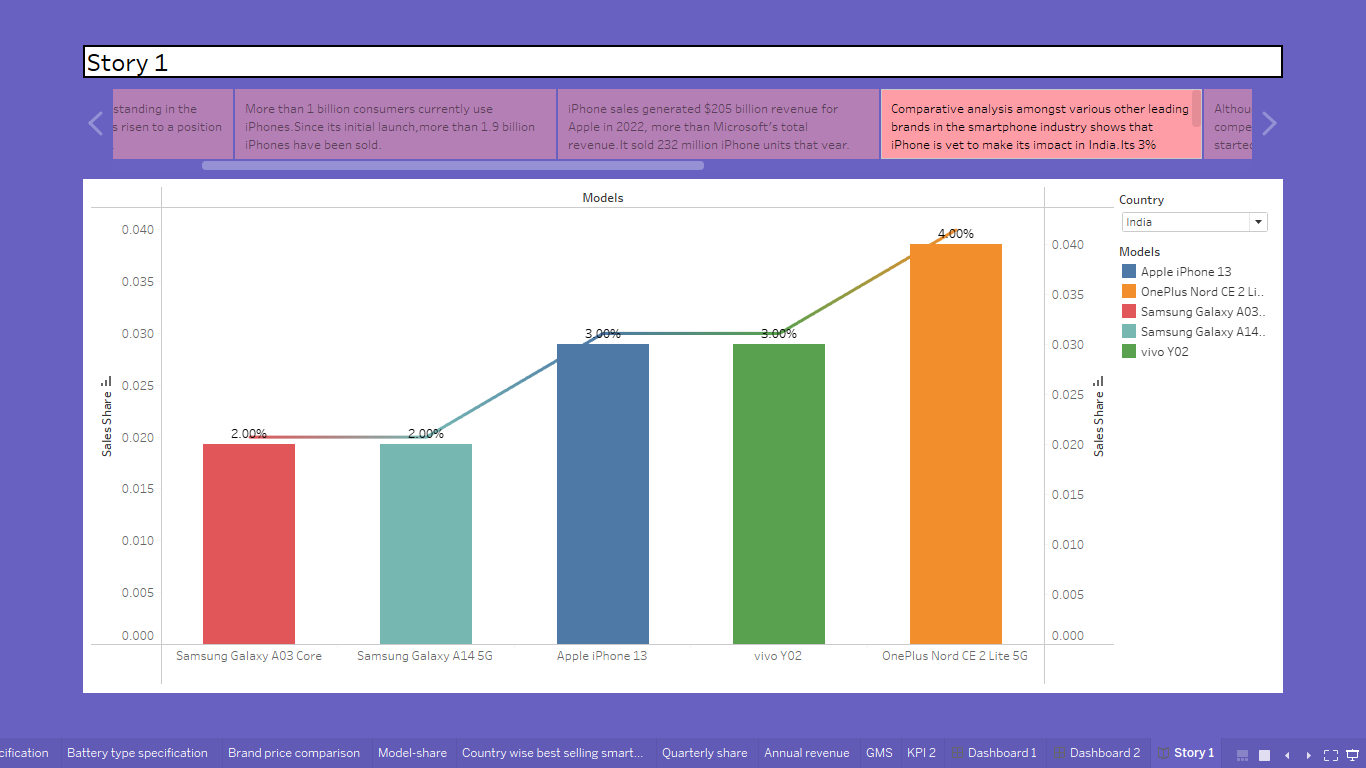 Story 1
standing in the
s risen to a position
More than 1 billion consumers currently use
iPhones.Since its initial launch,more than 1.9 billion
iPhones have been sold.
iPhone sales generated $205 billion revenue for
Apple in 2022, more than Microsoft's total
revenue.It sold 232 million iPhone units that year.
Comparative analysis amongst various other leading
brands in the smartphone industry shows that
iPhone is yet to make its impact in India.Its 3%
Althou
compe
started
Models
0.040
0.035
0.030
0.025
0.020
0.015
0.010
0.005
0.000
Sales Share
2.00%
2.00%
3.00%
3.00%
4.00%
Samsung Galaxy A03 Core
Samsung Galaxy A14 5G
Apple iPhone 13
vivo Y02
OnePlus Nord CE 2 Lite 5G
0.040
0.035
0.030
0.025
0.020
0.015
0.010
0.005
0.000
Sales Share
Country
India
Models
Apple iPhone 13
OnePlus Nord CE 2 Li..
Samsung Galaxy A03..
Samsung Galaxy A14..
vivo Y02
cification
Battery type specification
Brand price comparison
Model-share
Country wise best selling smart...
Quarterly share
Annual revenue
GMS
KPI 2
Dashboard 1
Dashboard 2
Story 1